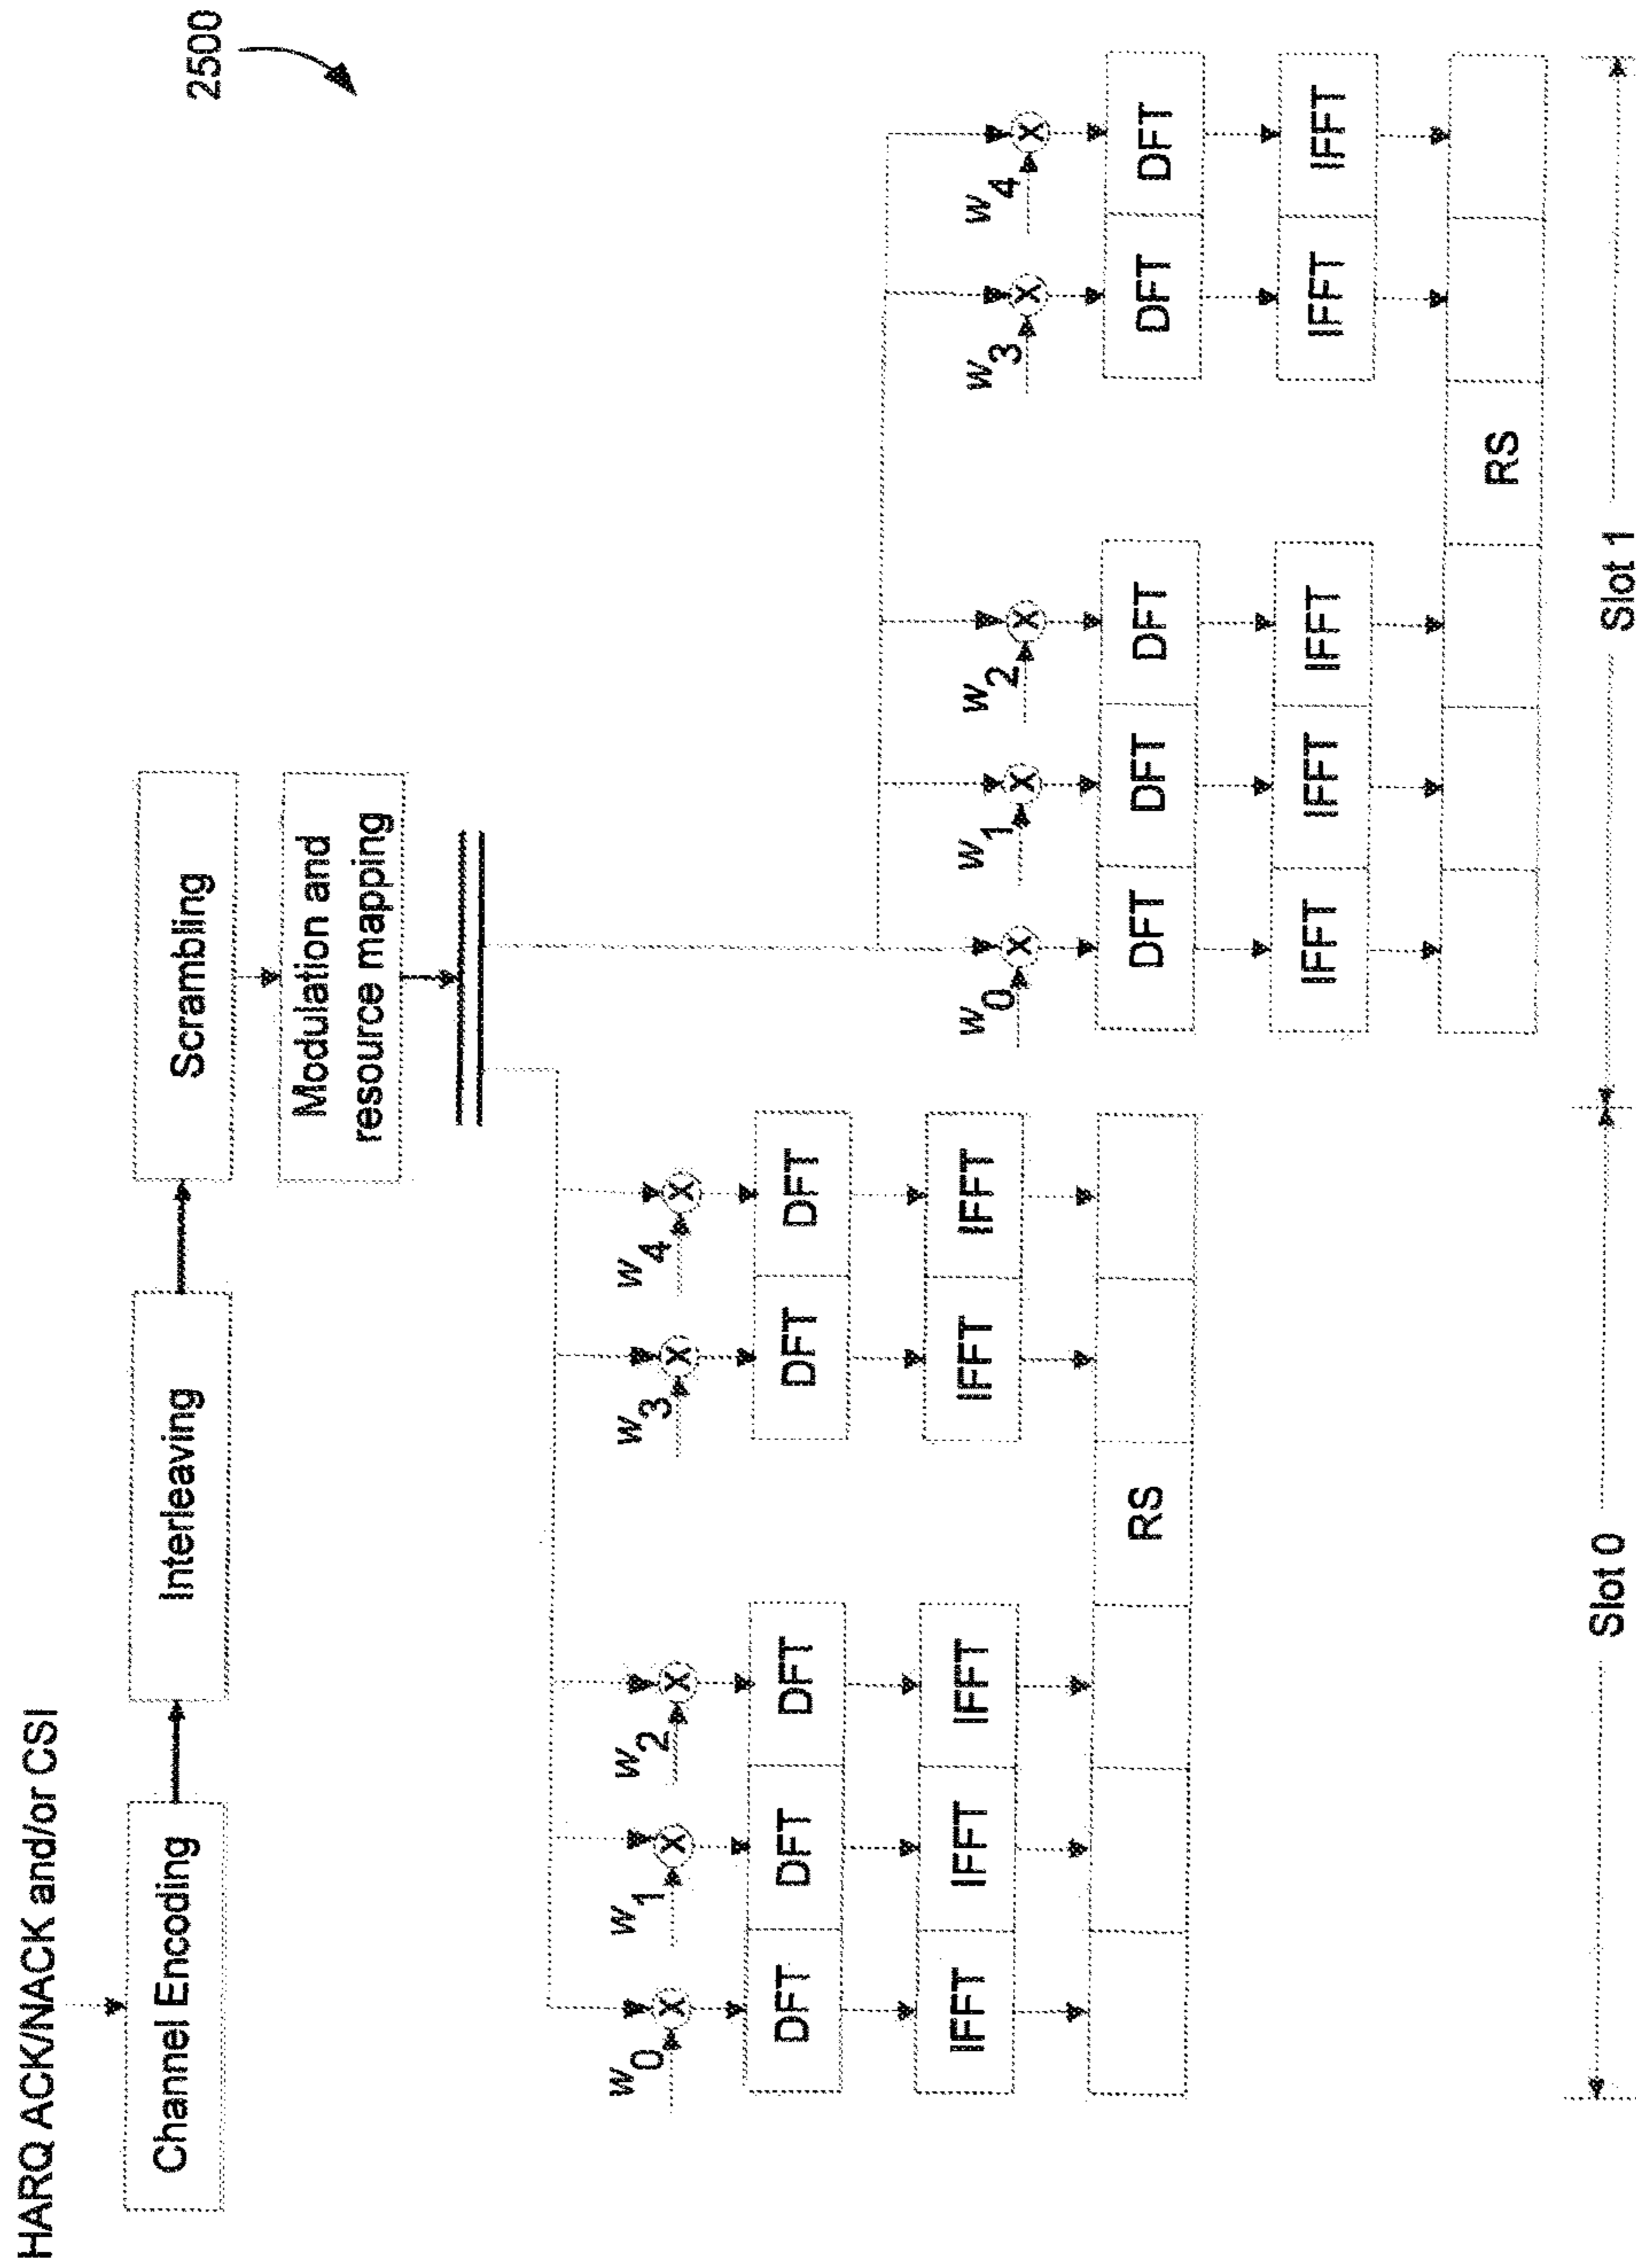 2500
HARQ ACK/NACK and/or CSI
Channel Encoding
Interleaving
Scrambling
Modulation and
resource mapping
w0
w1
w2
w3
w4
DFT
DFT
DFT
DFT
DFT
IFFT
IFFT
IFFT
IFFT
IFFT
RS
w0
w1
w2
w3
w4
DFT
DFT
DFT
DFT
DFT
IFFT
IFFT
IFFT
IFFT
IFFT
RS
Slot 0
Slot 1